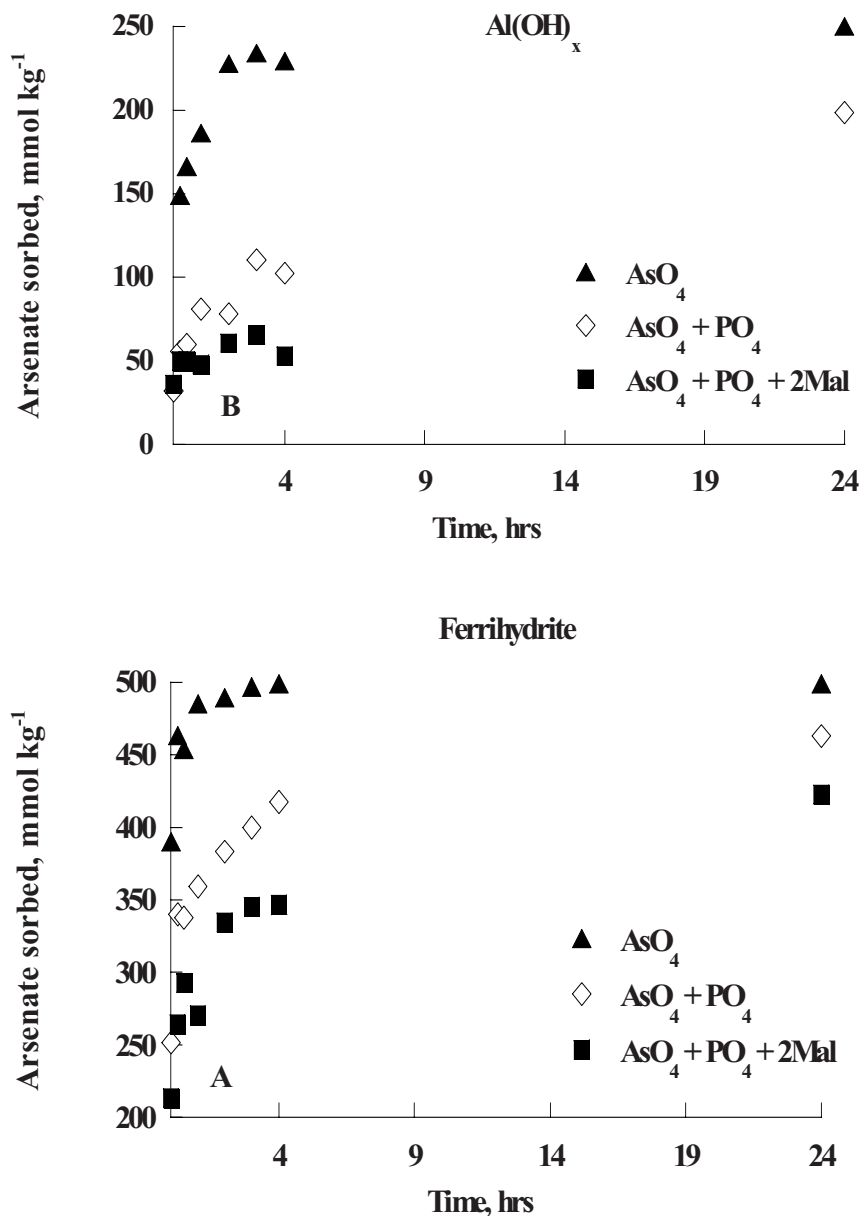 Al(OH)x
250
200
150
100
50
0
Arsenate sorbed, mmol kg-1
AsO4
AsO4 + PO4
AsO4 + PO4 + 2Mal
B
4 9 14 19 24
Time, hrs
Ferrihydrite
500
450
400
350
300
250
200
Arsenate sorbed, mmol kg-1
AsO4
AsO4 + PO4
AsO4 + PO4 + 2Mal
A
4 9 14 19 24
Time, hrs